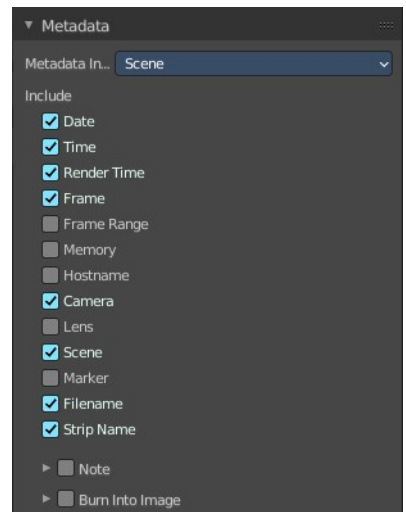 Metadata
Metadata In... Scene
Include
Date
Time
Render Time
Frame
Frame Range
Memory
Hostname
Camera
Lens
Scene
Marker
Filename
Strip Name
Note
Burn Into Image